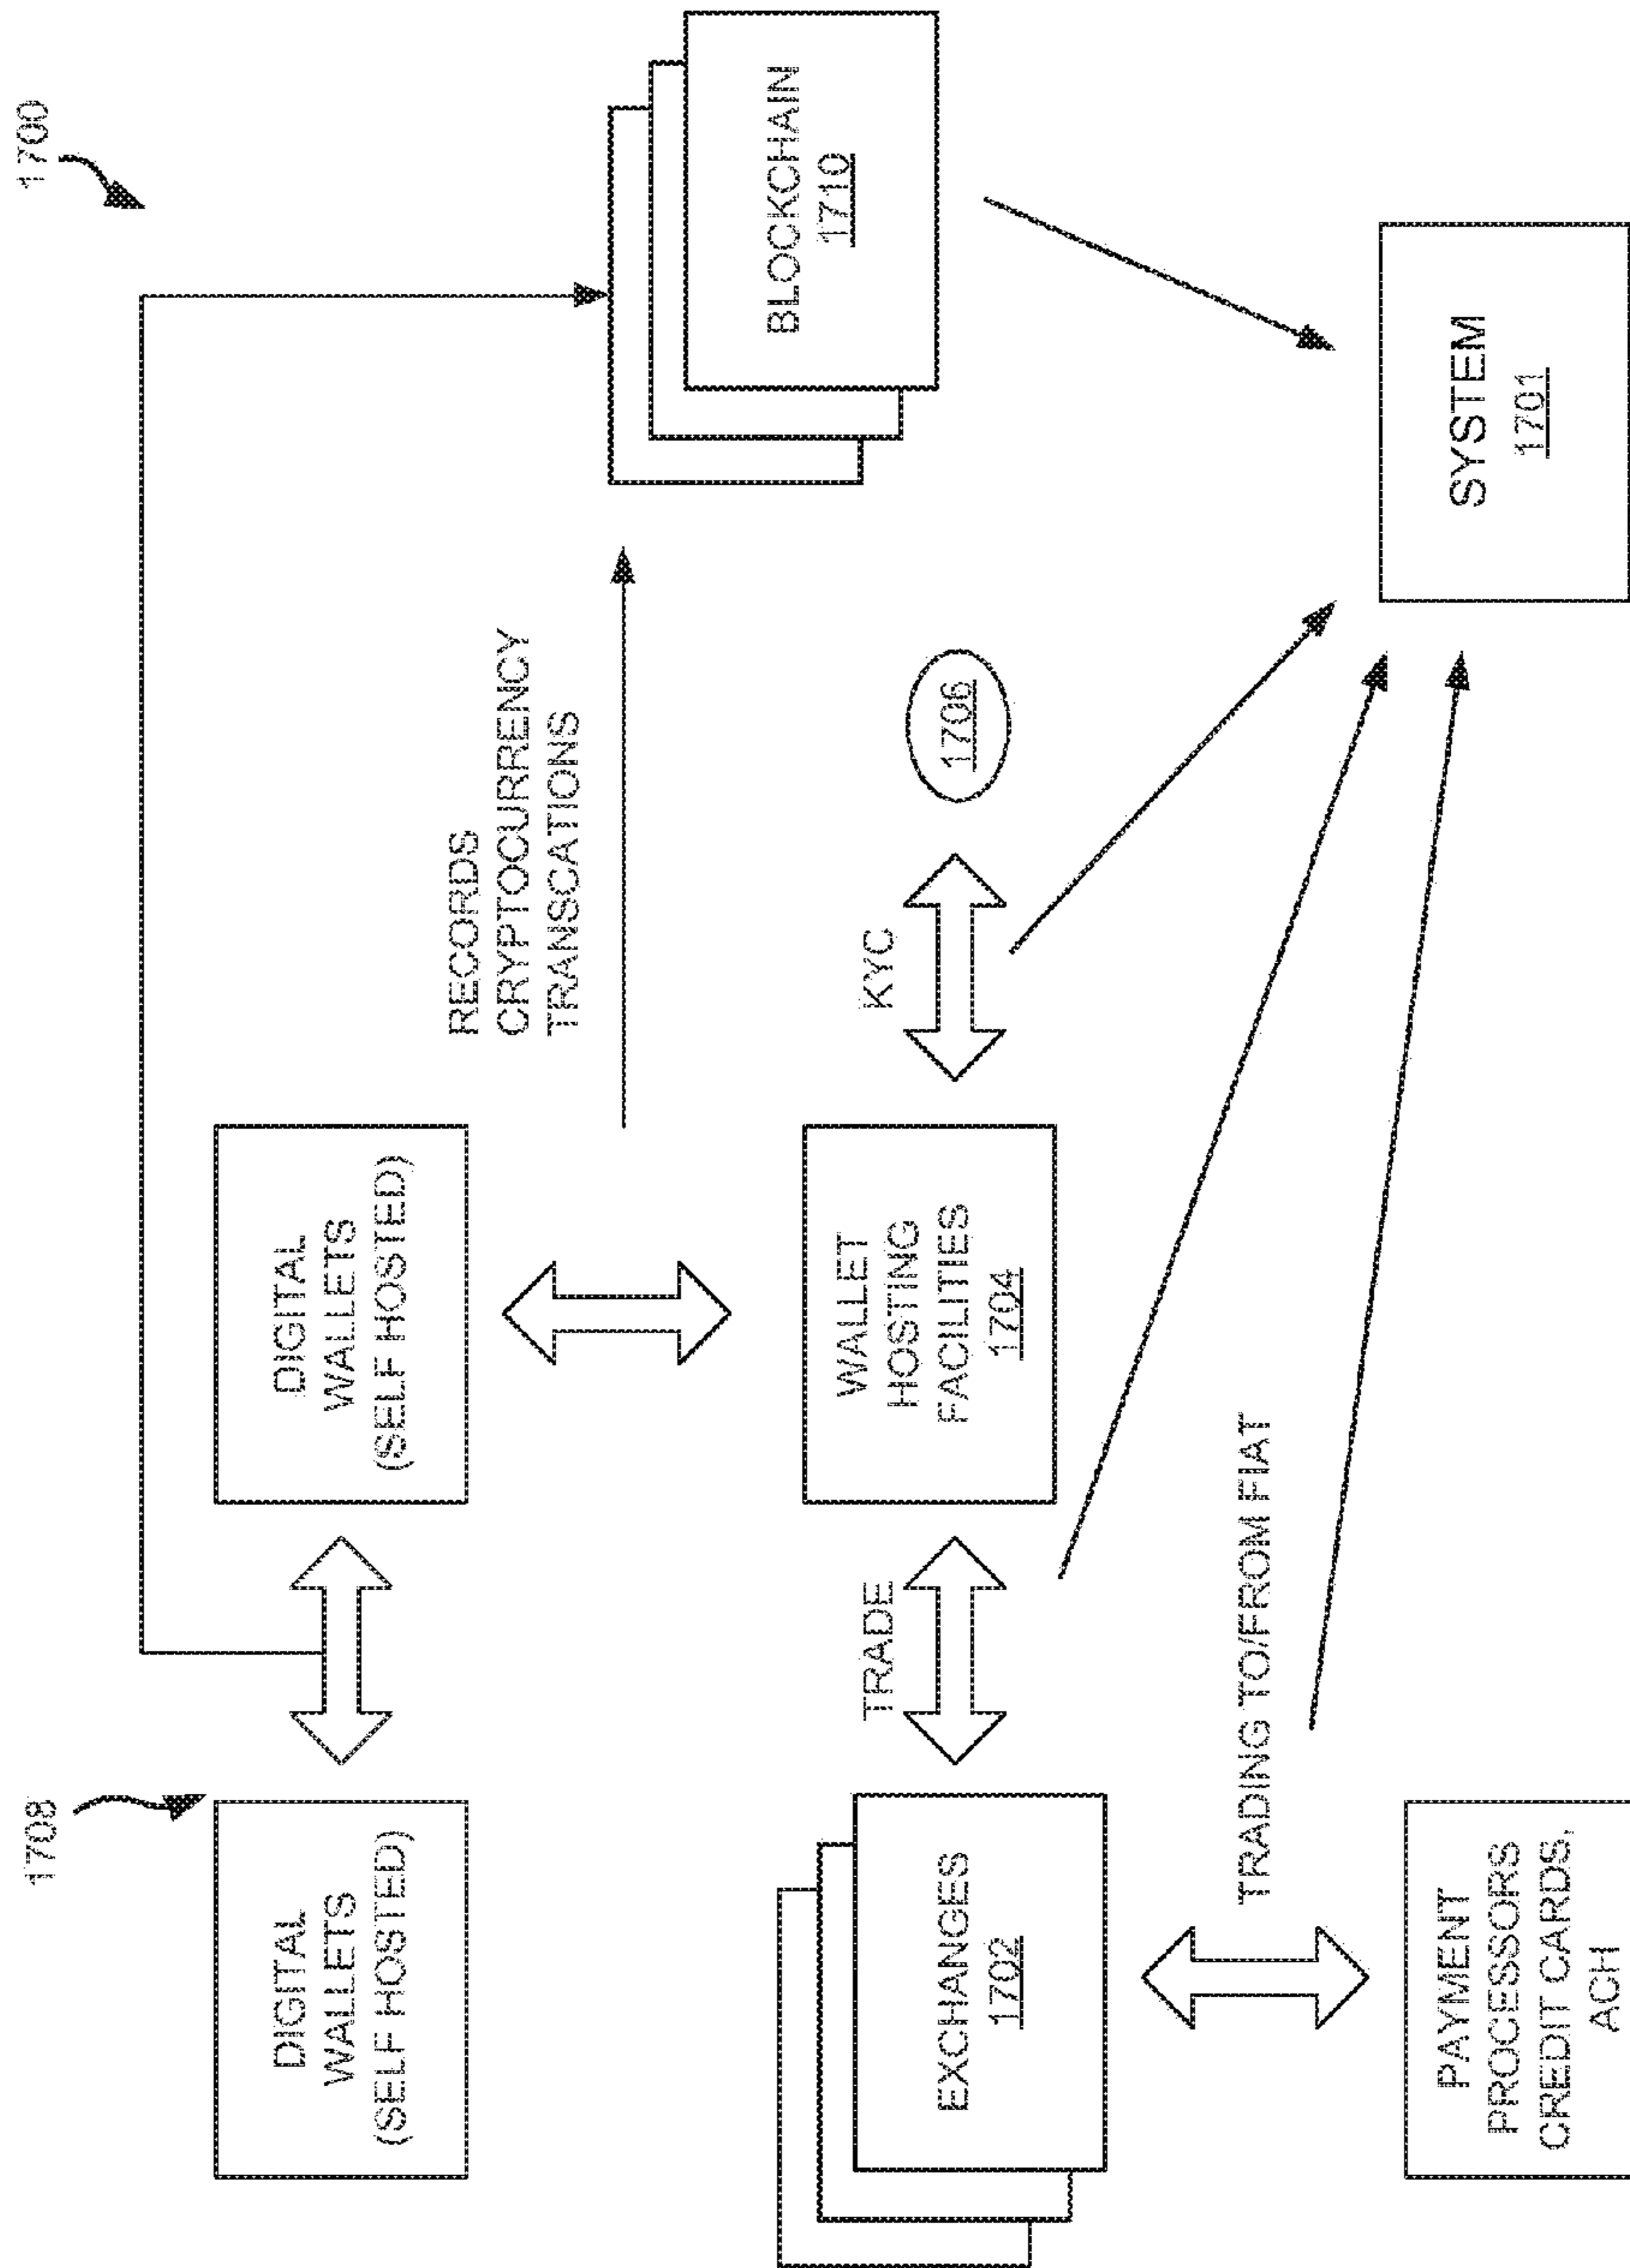 1700
1708
DIGITAL
WALLETS
(SELF HOSTED)
DIGITAL
WALLETS
(SELF HOSTED)
RECORDS
CRYPTOCURRENCY
TRANSCATIONS
BLOCKCHAIN
1710
EXCHANGES
1702
TRADE
WALLET
HOSTING
FACILITIES
1704
KYC
1706
TRADING TO/FROM FIAT
PAYMENT
PROCESSORS
CREDIT CARDS,
ACH
SYSTEM
1701